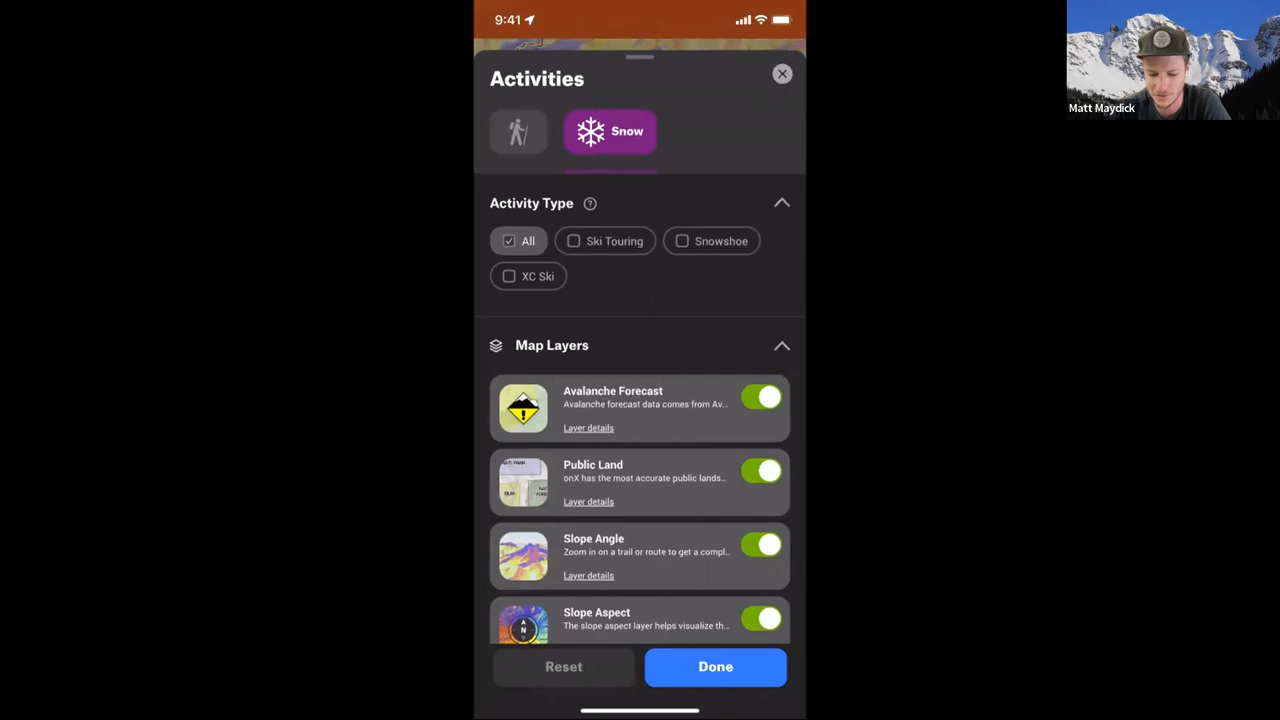 9:41
Matt Maydick
Activities
Snow
Activity Type ?
All
Ski Touring
Snowshoe
XC Ski
Map Layers
Avalanche Forecast
Avalanche forecast data comes from Av...
Layer details
Public Land
onX has the most accurate public lands...
Layer details
Slope Angle
Zoom in on a trail or route to get a compl...
Layer details
Slope Aspect
The slope aspect layer helps visualize th...
N
Reset
Done